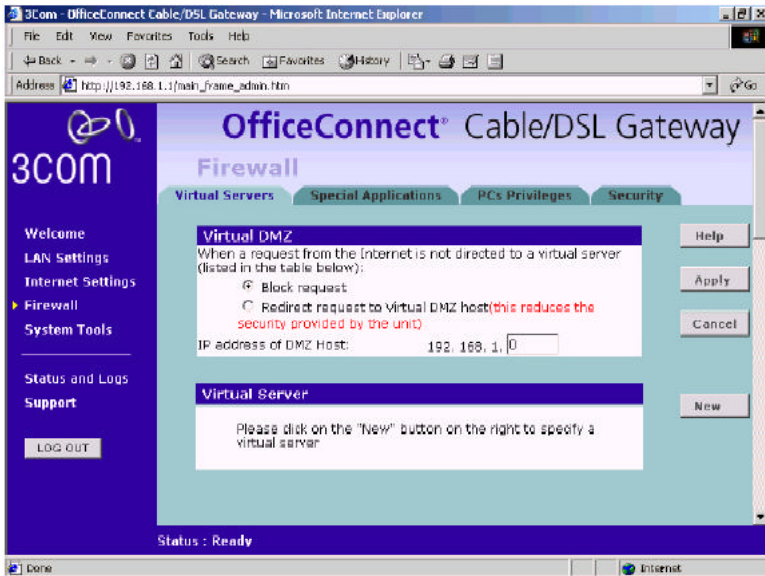 3Com - OfficeConnect Cable/DSL Gateway - Microsoft Internet Explorer
File Edit View Favorites Tools Help
Back Search Favorites History
Address http://192.168.1.1/main_frame_admin.htm Go
3COM
OfficeConnect® Cable/DSL Gateway
Firewall
Virtual Servers Special Applications PCs Privileges Security
Welcome
LAN Settings
Internet Settings
Firewall
System Tools
Status and Logs
Support
LOG OUT
Virtual DMZ
When a request from the Internet is not directed to a virtual server
(listed in the table below):
Block request
Redirect request to Virtual DMZ host(this reduces the
security provided by the unit)
IP address of DMZ Host: 192. 168. 1. 0
Virtual Server
Please click on the "New" button on the right to specify a
virtual server
Help
Apply
Cancel
New
Status : Ready
Done Internet